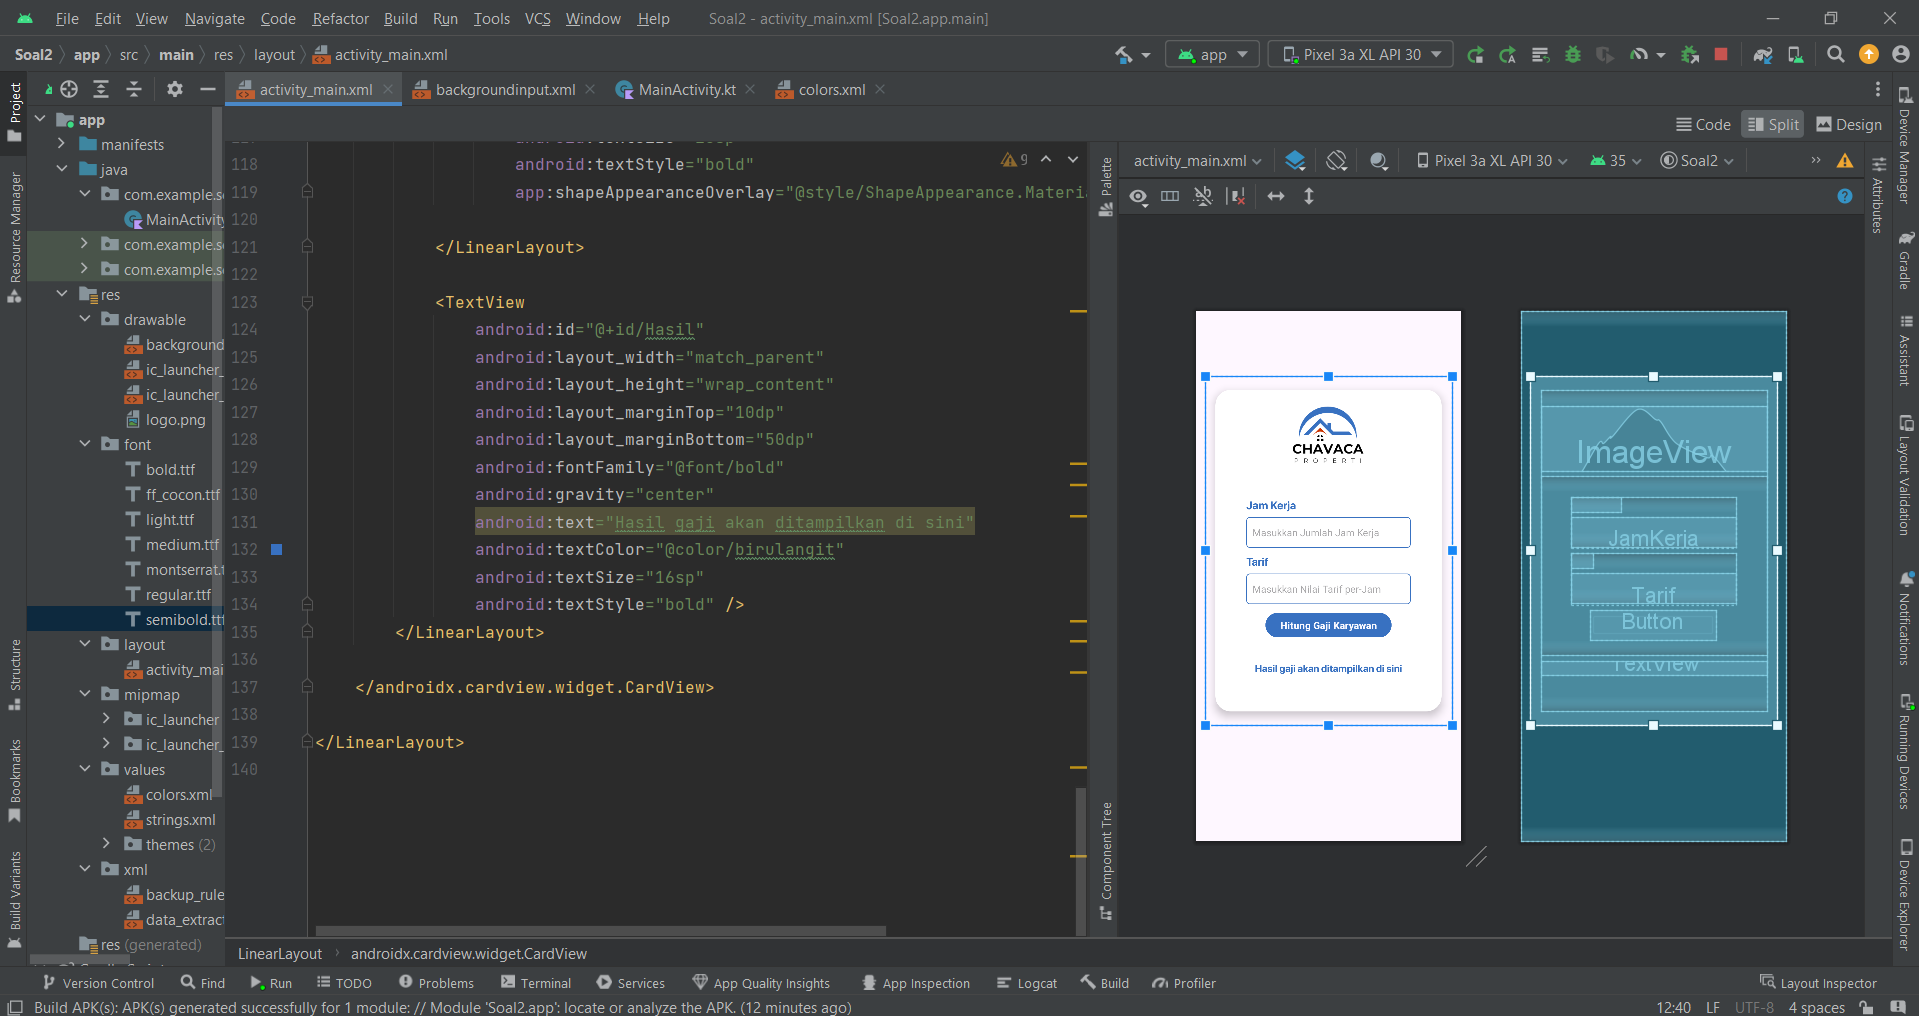 File Edit View Navigate Code Refactor Build Run Tools VCS Window Help Soal2 - activity_main.xml [Soal2.app.main]
Soal2 app src main res layout activity_main.xml
app Pixel 3a XL API 30
activity_main.xml backgroundinput.xml MainActivity.kt colors.xml
Code Split Design
Project
Resource Manager
Structure
Bookmarks
Build Variants
app
manifests
java
com.example.s
MainActivity
com.example.s
com.example.s
res
drawable
background
ic_launcher_
ic_launcher_
logo.png
font
bold.ttf
ff_cocon.ttf
light.ttf
medium.ttf
montserrat.t
regular.ttf
semibold.ttf
layout
activity_mai
mipmap
ic_launcher
ic_launcher_
values
colors.xml
strings.xml
themes (2)
xml
backup_rule
data_extract
res (generated)
9
118 android:textStyle="bold"
119 app:shapeAppearanceOverlay="@style/ShapeAppearance.Materia
120
121 </LinearLayout>
122
123 <TextView
124 android:id="@+id/Hasil"
125 android:layout_width="match_parent"
126 android:layout_height="wrap_content"
127 android:layout_marginTop="10dp"
128 android:layout_marginBottom="50dp"
129 android:fontFamily="@font/bold"
130 android:gravity="center"
131 android:text="Hasil gaji akan ditampilkan di sini"
132 android:textColor="@color/birulangit"
133 android:textSize="16sp"
134 android:textStyle="bold" />
135 </LinearLayout>
136
137 </androidx.cardview.widget.CardView>
138
139 </LinearLayout>
140
LinearLayout androidx.cardview.widget.CardView
Palette
Component Tree
activity_main.xml Pixel 3a XL API 30 35 Soal2
CHAVACA
PROPERTI
Jam Kerja
Masukkan Jumlah Jam Kerja
Tarif
Masukkan Nilai Tarif per-Jam
Hitung Gaji Karyawan
Hasil gaji akan ditampilkan di sini
ImageView
JamKerja
Tarif
Button
TextView
Attributes
Device Manager
Gradle
Assistant
Layout Validation
Notifications
Running Devices
Device Explorer
Version Control Find Run TODO Problems Terminal Services App Quality Insights App Inspection Logcat Build Profiler Layout Inspector
Build APK(s): APK(s) generated successfully for 1 module: // Module 'Soal2.app': locate or analyze the APK. (12 minutes ago) 12:40 LF UTF-8 4 spaces